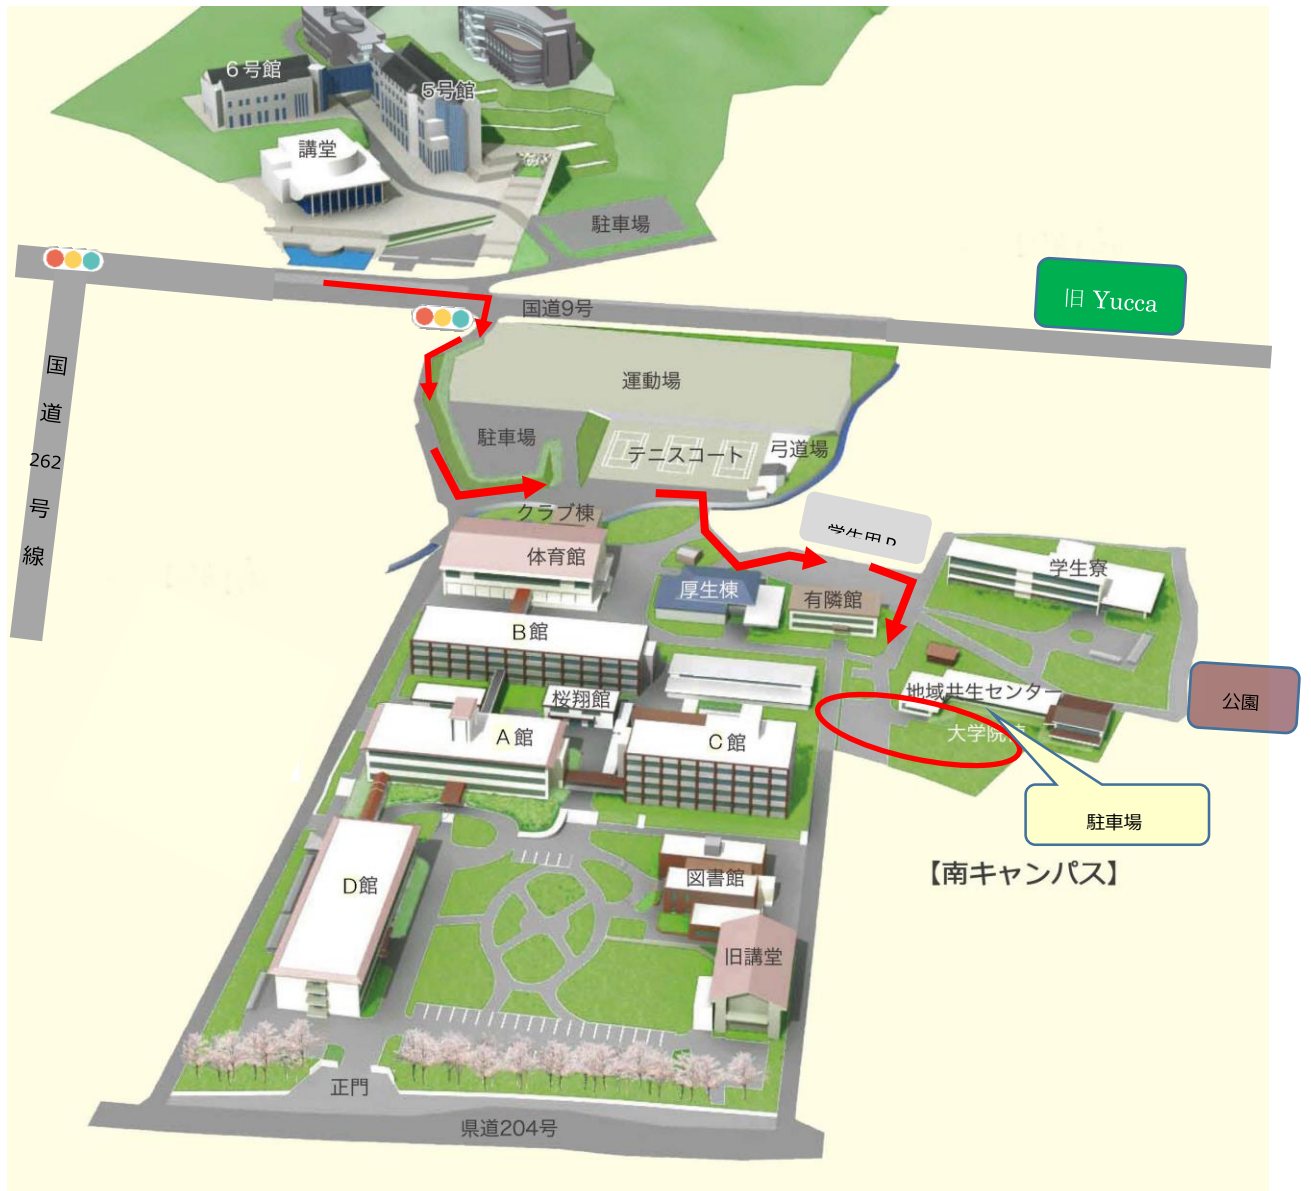 6号館
5号館
講堂
駐車場
旧 Yucca
国道9号
国
道
262
号
線
運動場
駐車場
テニスコート
弓道場
クラブ棟
体育館
学生寮
厚生棟
有隣館
B館
地域共生センター
公園
桜翔館
大学院
A館
C館
駐車場
【南キャンパス】
D館
図書館
旧講堂
正門
県道204号